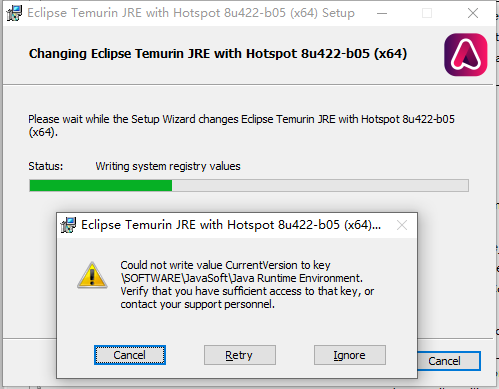 Eclipse Temurin JRE with Hotspot 8u422-b05 (x64) Setup
Changing Eclipse Temurin JRE with Hotspot 8u422-b05 (x64)
Please wait while the Setup Wizard changes Eclipse Temurin JRE with Hotspot 8u422-b05
(x64).
Status: Writing system registry values
Eclipse Temurin JRE with Hotspot 8u422-b05 (x64)...
Could not write value CurrentVersion to key
\SOFTWARE\JavaSoft\Java Runtime Environment.
Verify that you have sufficient access to that key, or
contact your support personnel.
Cancel Retry Ignore
Cancel